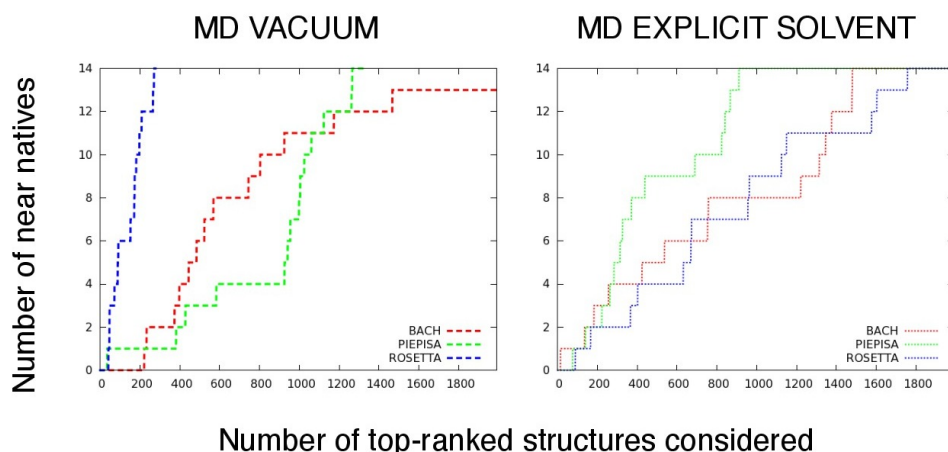 MD VACUUM
MD EXPLICIT SOLVENT
Number of near natives
14
12
10
8
6
4
2
0
BACH
PIEPISA
ROSETTA
0 200 400 600 800 1000 1200 1400 1600 1800
14
12
10
8
6
4
2
0
BACH
PIEPISA
ROSETTA
0 200 400 600 800 1000 1200 1400 1600 1800
Number of top-ranked structures considered